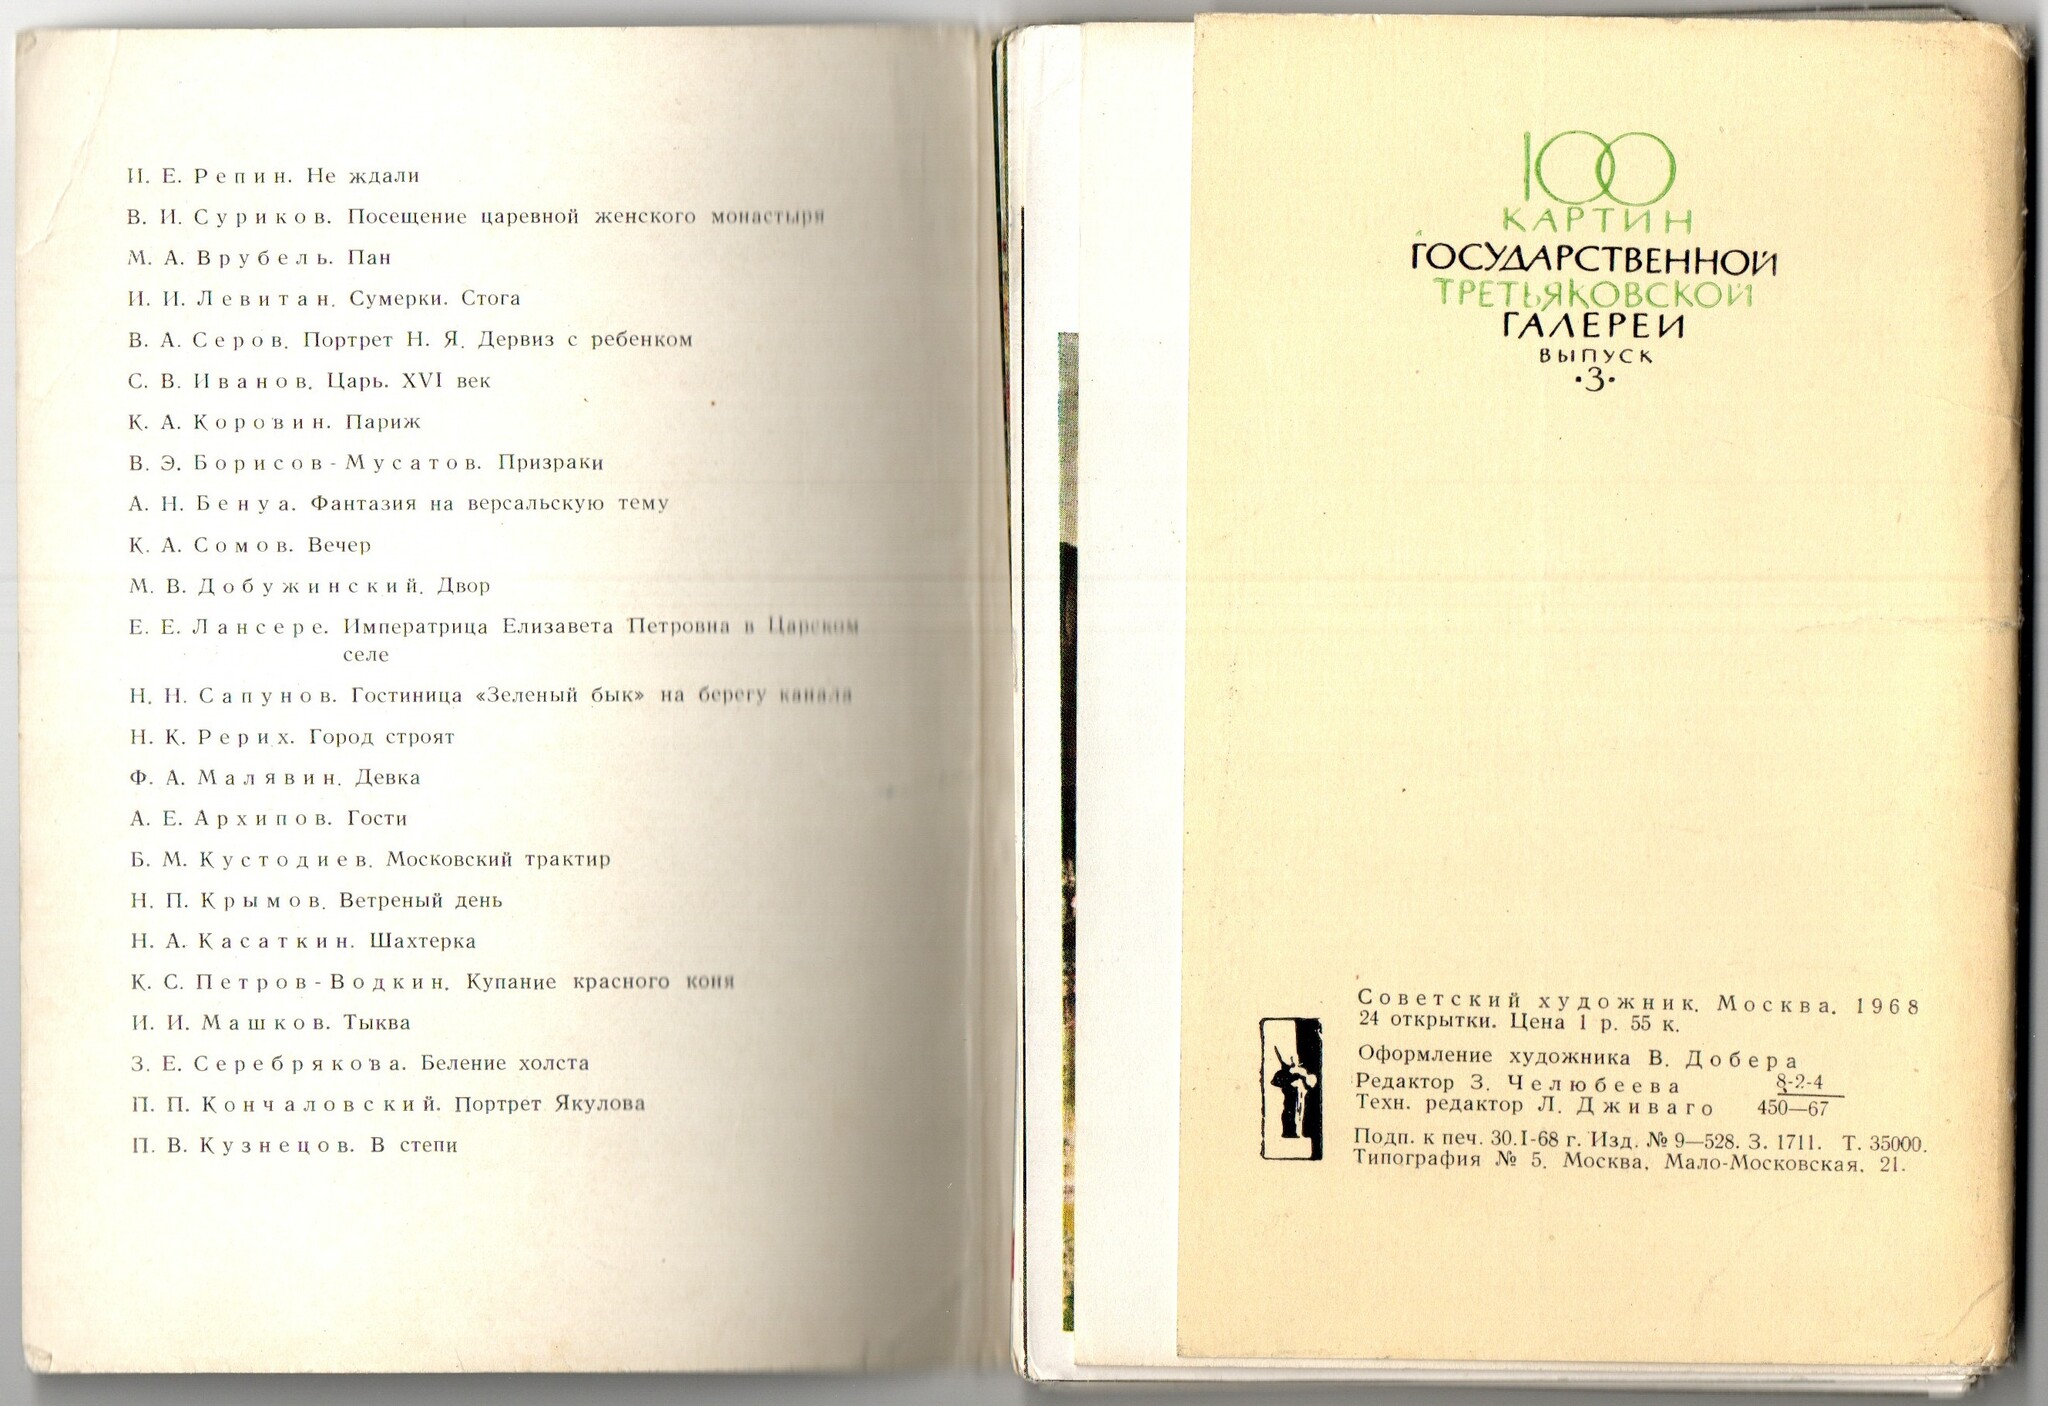 И. Е. Репин. Не ждали
В. И. Суриков. Посещение царевной женского монастыря
М. А. Врубель. Пан
И. И. Левитан. Сумерки. Стога
В. А. Серов. Портрет Н. Я. Дервиз с ребенком
С. В. Иванов. Царь. XVI век
К. А. Коровин. Париж
В. Э. Борисов-Мусатов. Призраки
А. Н. Бенуа. Фантазия на версальскую тему
К. А. Сомов. Вечер
М. В. Добужинский. Двор
Е. Е. Лансере. Императрица Елизавета Петровна в Царском
селе
Н. Н. Сапунов. Гостиница «Зеленый бык» на берегу канала
Н. К. Рерих. Город строят
Ф. А. Малявин. Девка
А. Е. Архипов. Гости
Б. М. Кустодиев. Московский трактир
Н. П. Крымов. Ветреный день
Н. А. Касаткин. Шахтерка
К. С. Петров-Водкин. Купание красного коня
И. И. Машков. Тыква
З. Е. Серебрякова. Беление холста
П. П. Кончаловский. Портрет Якулова
П. В. Кузнецов. В степи
100
КАРТИН
ГОСУДАРСТВЕННОЙ
ТРЕТЬЯКОВСКОЙ
ГАЛЕРЕИ
ВЫПУСК
•3•
Советский художник. Москва. 1968
24 открытки. Цена 1 р. 55 к.
Оформление художника В. Добера
Редактор З. Челюбеева 8-2-4
Техн. редактор Л. Дживаго 450—67
Подп. к печ. 30.I-68 г. Изд. № 9—528. З. 1711. Т. 35000.
Типография № 5. Москва, Мало-Московская, 21.